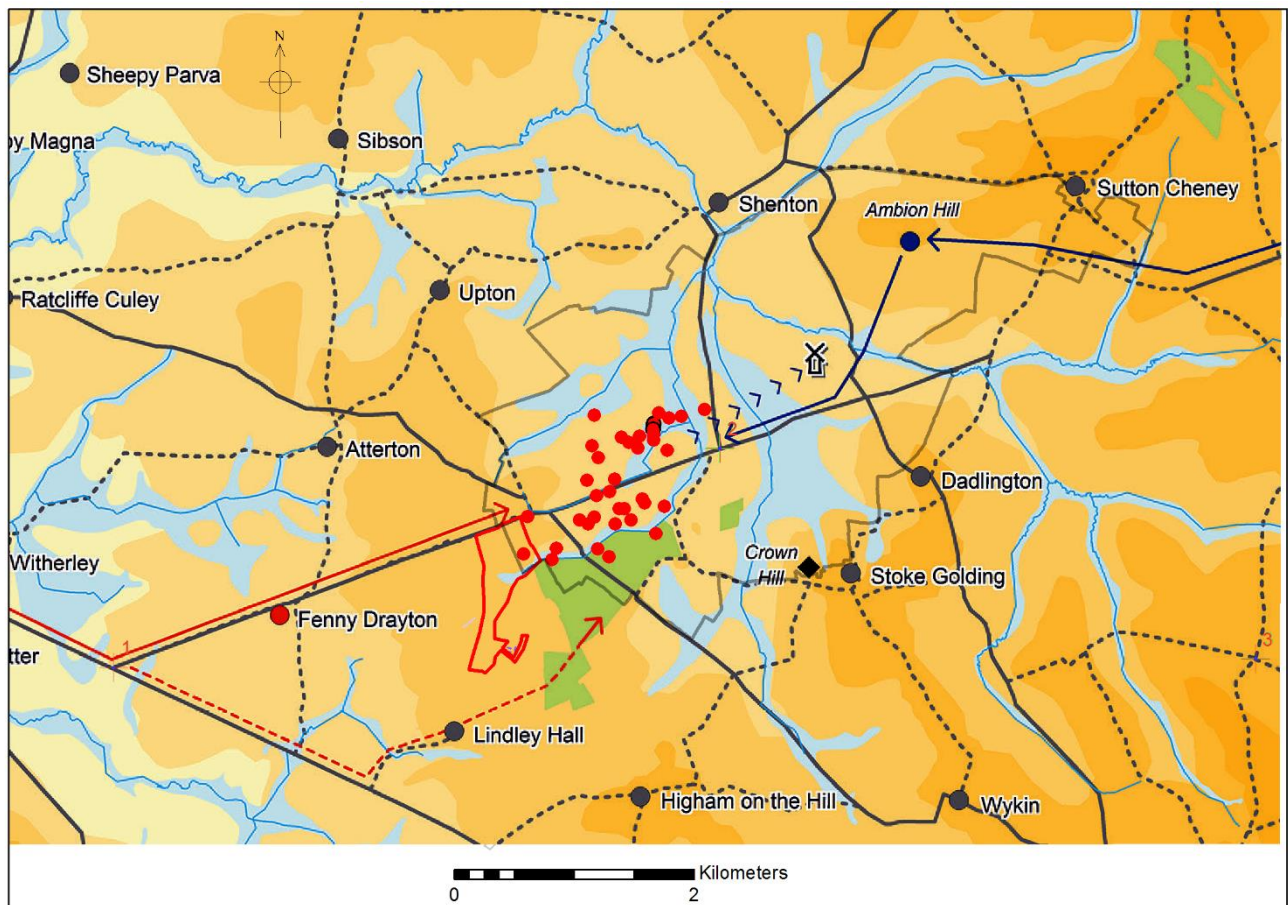 N
Sheepy Parva
by Magna
Sibson
Sutton Cheney
Shenton
Ambion Hill
Ratcliffe Culey
Upton
Atterton
Dadlington
Witherley
Crown
Hill
Stoke Golding
Fenny Drayton
1
tter
3
Lindley Hall
Higham on the Hill
Wykin
Kilometers
0
2